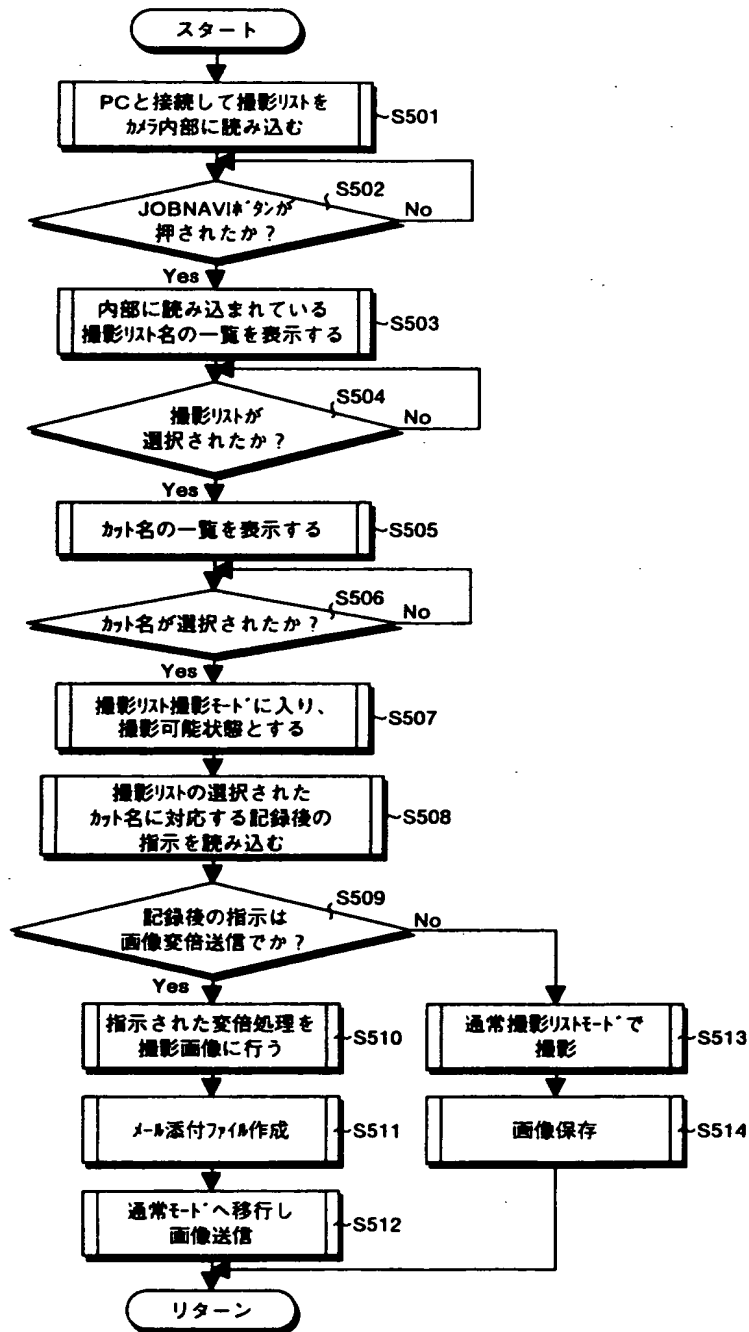 スタート
PCと接続して撮影リストを
カメラ内部に読み込む
S501
S502
JOBNAVIボタンが
押されたか?
No
Yes
内部に読み込まれている
撮影リスト名の一覧を表示する
S503
S504
撮影リストが
選択されたか?
No
Yes
カット名の一覧を表示する
S505
S506
カット名が選択されたか?
No
Yes
撮影リスト撮影モードに入り、
撮影可能状態とする
S507
撮影リストの選択された
カット名に対応する記録後の
指示を読み込む
S508
S509
記録後の指示は
画像変倍送信でか?
No
Yes
指示された変倍処理を
撮影画像に行う
S510
通常撮影リストモードで
撮影
S513
メール添付ファイル作成
S511
画像保存
S514
通常モードへ移行し
画像送信
S512
リターン